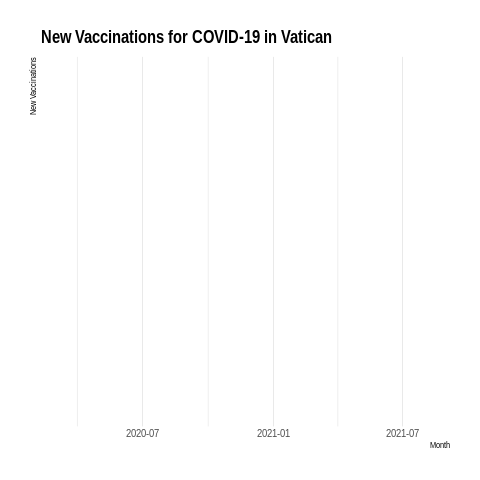 New Vaccinations for COVID-19 in Vatican
New Vaccinations
2020-07
2021-01
2021-07
Month